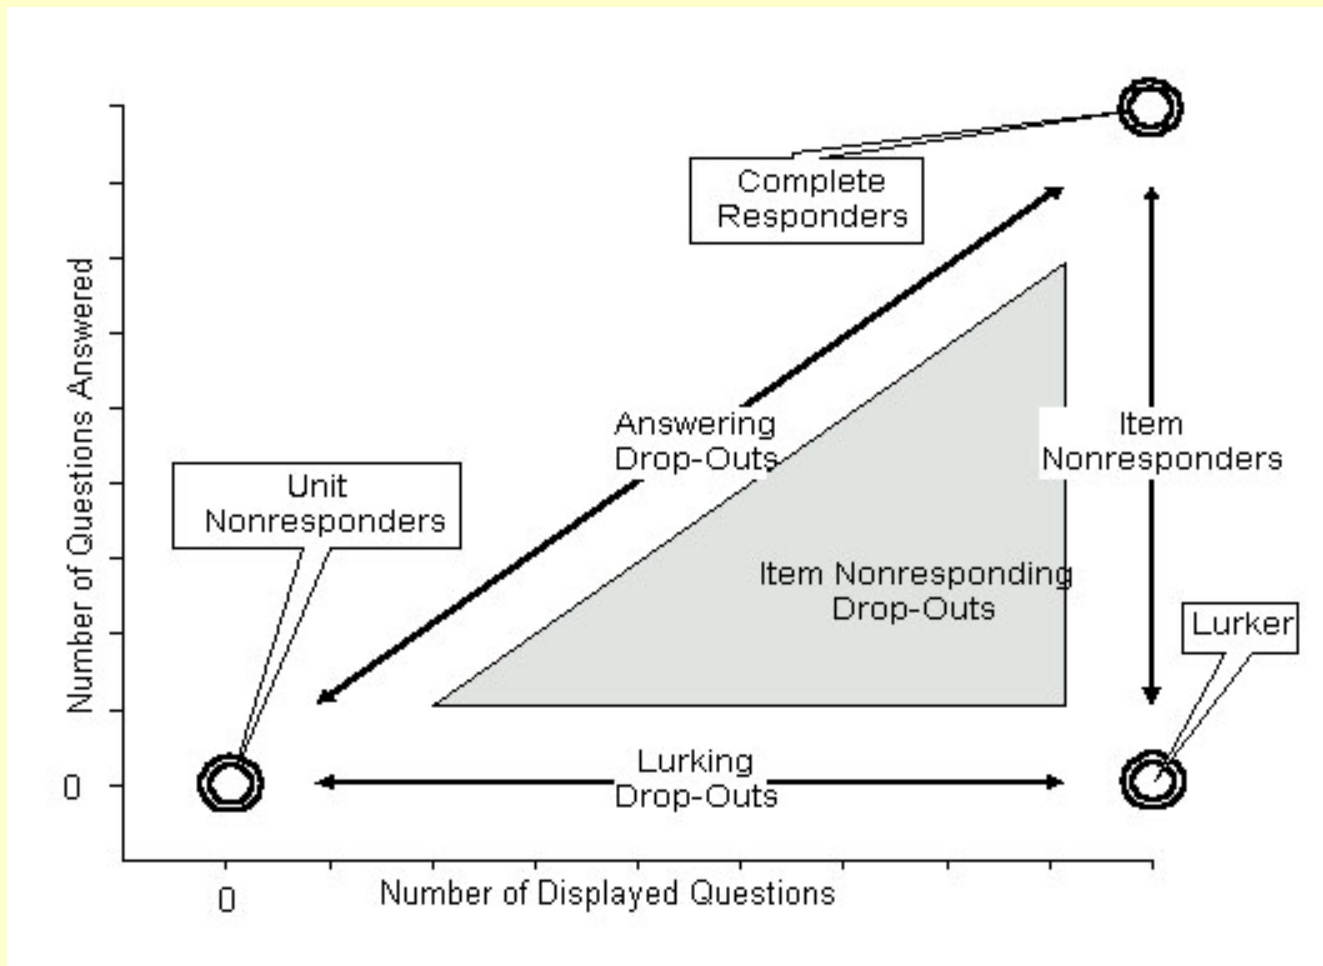 Complete
Responders
Number of Questions Answered
Answering
Drop-Outs
Item
Nonresponders
Unit
Nonresponders
Item Nonresponding
Drop-Outs
Lurker
Lurking
Drop-Outs
0
0
Number of Displayed Questions